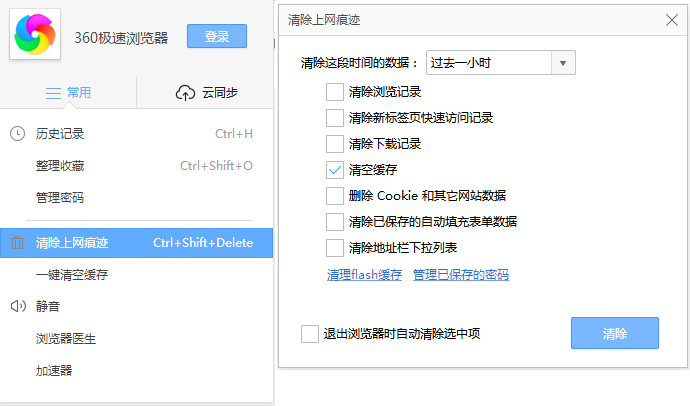 360极速浏览器
登录
常用
云同步
历史记录 Ctrl+H
整理收藏 Ctrl+Shift+O
管理密码
清除上网痕迹 Ctrl+Shift+Delete
一键清空缓存
静音
浏览器医生
加速器
清除上网痕迹
清除这段时间的数据： 过去一小时
清除浏览记录
清除新标签页快速访问记录
清除下载记录
清空缓存
删除 Cookie 和其它网站数据
清除已保存的自动填充表单数据
清除地址栏下拉列表
清理flash缓存 管理已保存的密码
退出浏览器时自动清除选中项
清除